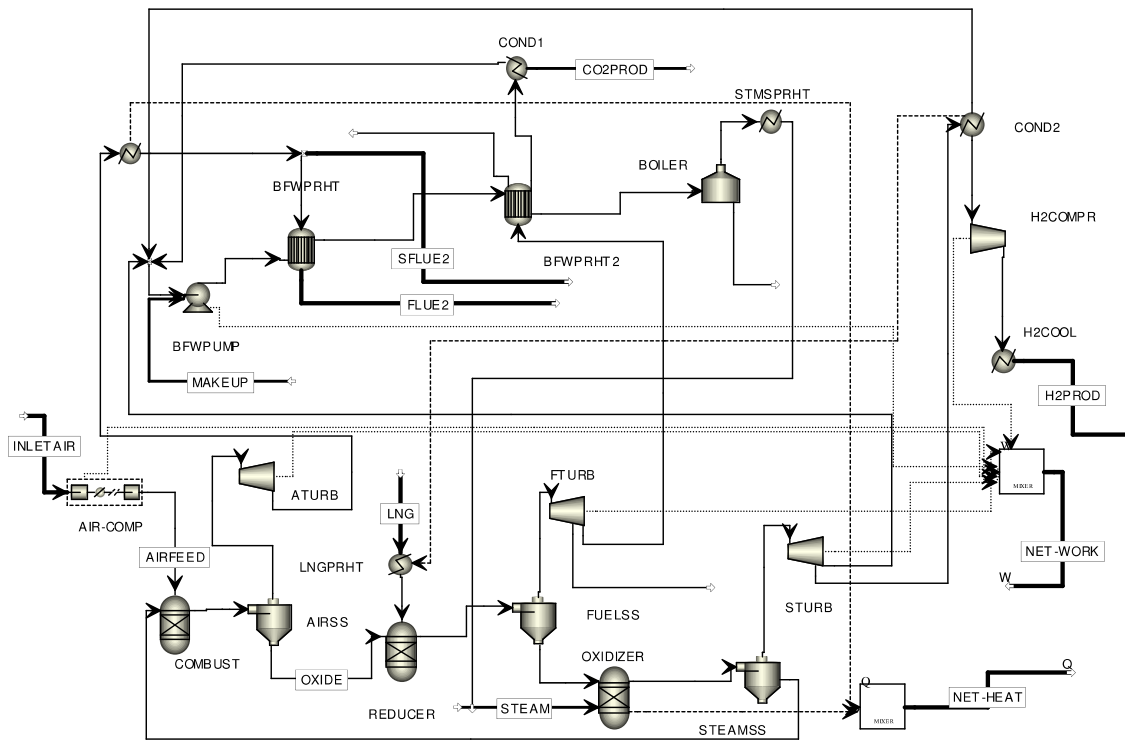 COND1
CO2PROD
STMSPRHT
COND2
BOILER
BFWPRHT
H2COMPR
SFLUE2
BFWPRHT2
FLUE2
H2COOL
BFWPUMP
MAKEUP
H2PROD
INLETAIR
W
FTURB
MIXER
ATURB
LNG
AIR-COMP
NET-WORK
AIRFEED
LNGPRHT
W
STURB
FUELSS
AIRSS
COMBUST
OXIDIZER
Q
OXIDE
Q
NET-HEAT
STEAM
REDUCER
MIXER
STEAMSS